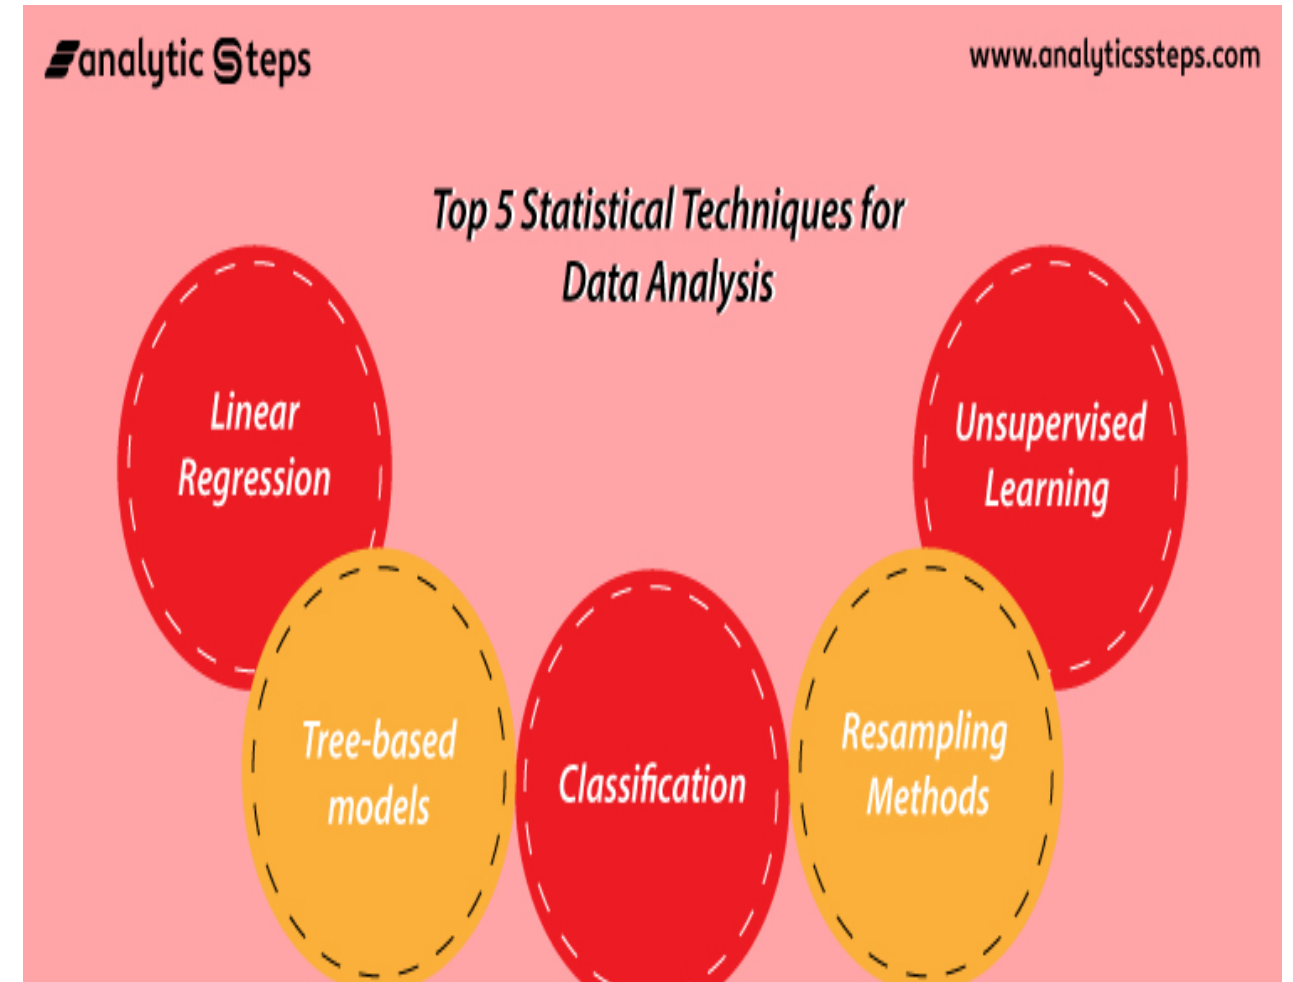 analytic Steps
www.analyticssteps.com
Top 5 Statistical Techniques for
Data Analysis
Linear
Regression
Unsupervised
Learning
Tree-based
models
Classification
Resampling
Methods